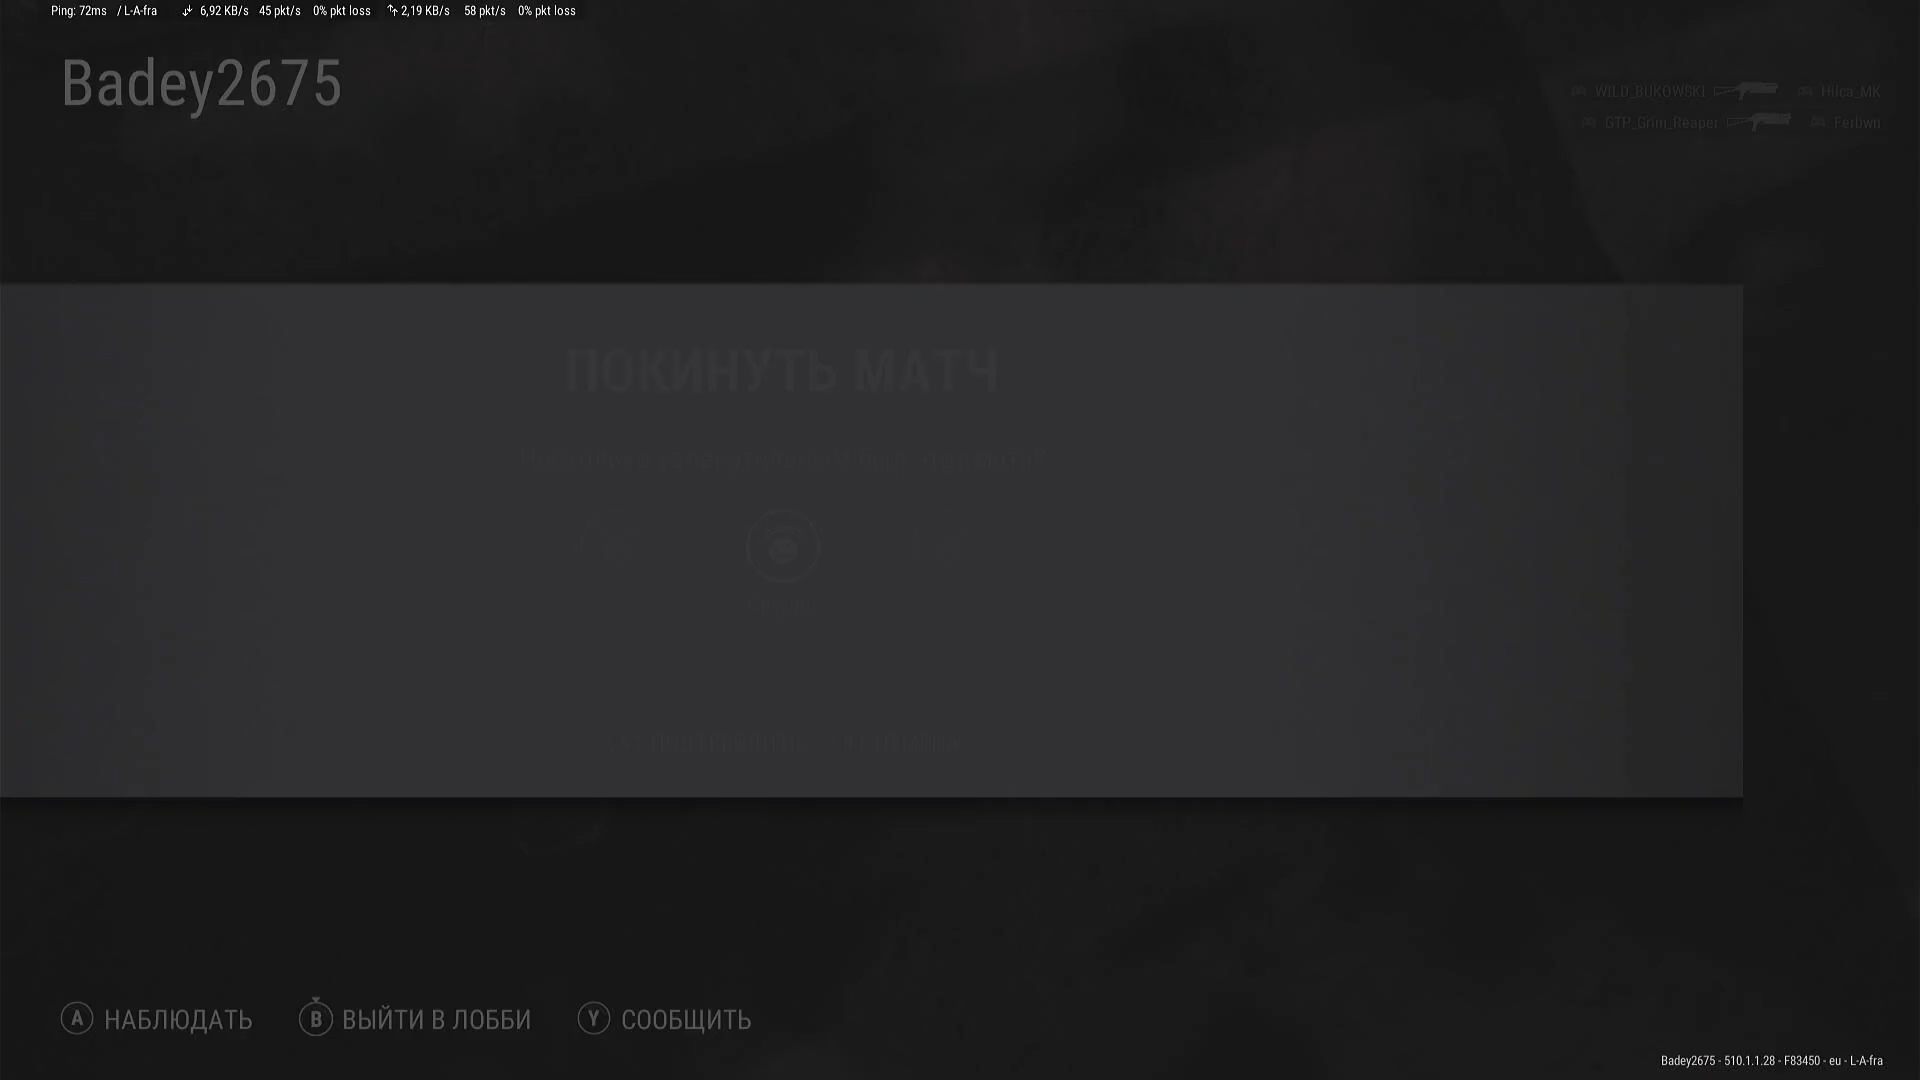 Ping: 72ms / L-A-fra 6,92 KB/s 45 pkt/s 0% pkt loss 2,19 KB/s 58 pkt/s 0% pkt loss
Badey2675
WILD_BUKOWSKI Hilca_MK
GTP_Grim_Reaper Ferbwn
ПОКИНУТЬ МАТЧ
A НАБЛЮДАТЬ B ВЫЙТИ В ЛОББИ Y СООБЩИТЬ
Badey2675 - 510.1.1.28 - F83450 - eu - L-A-fra